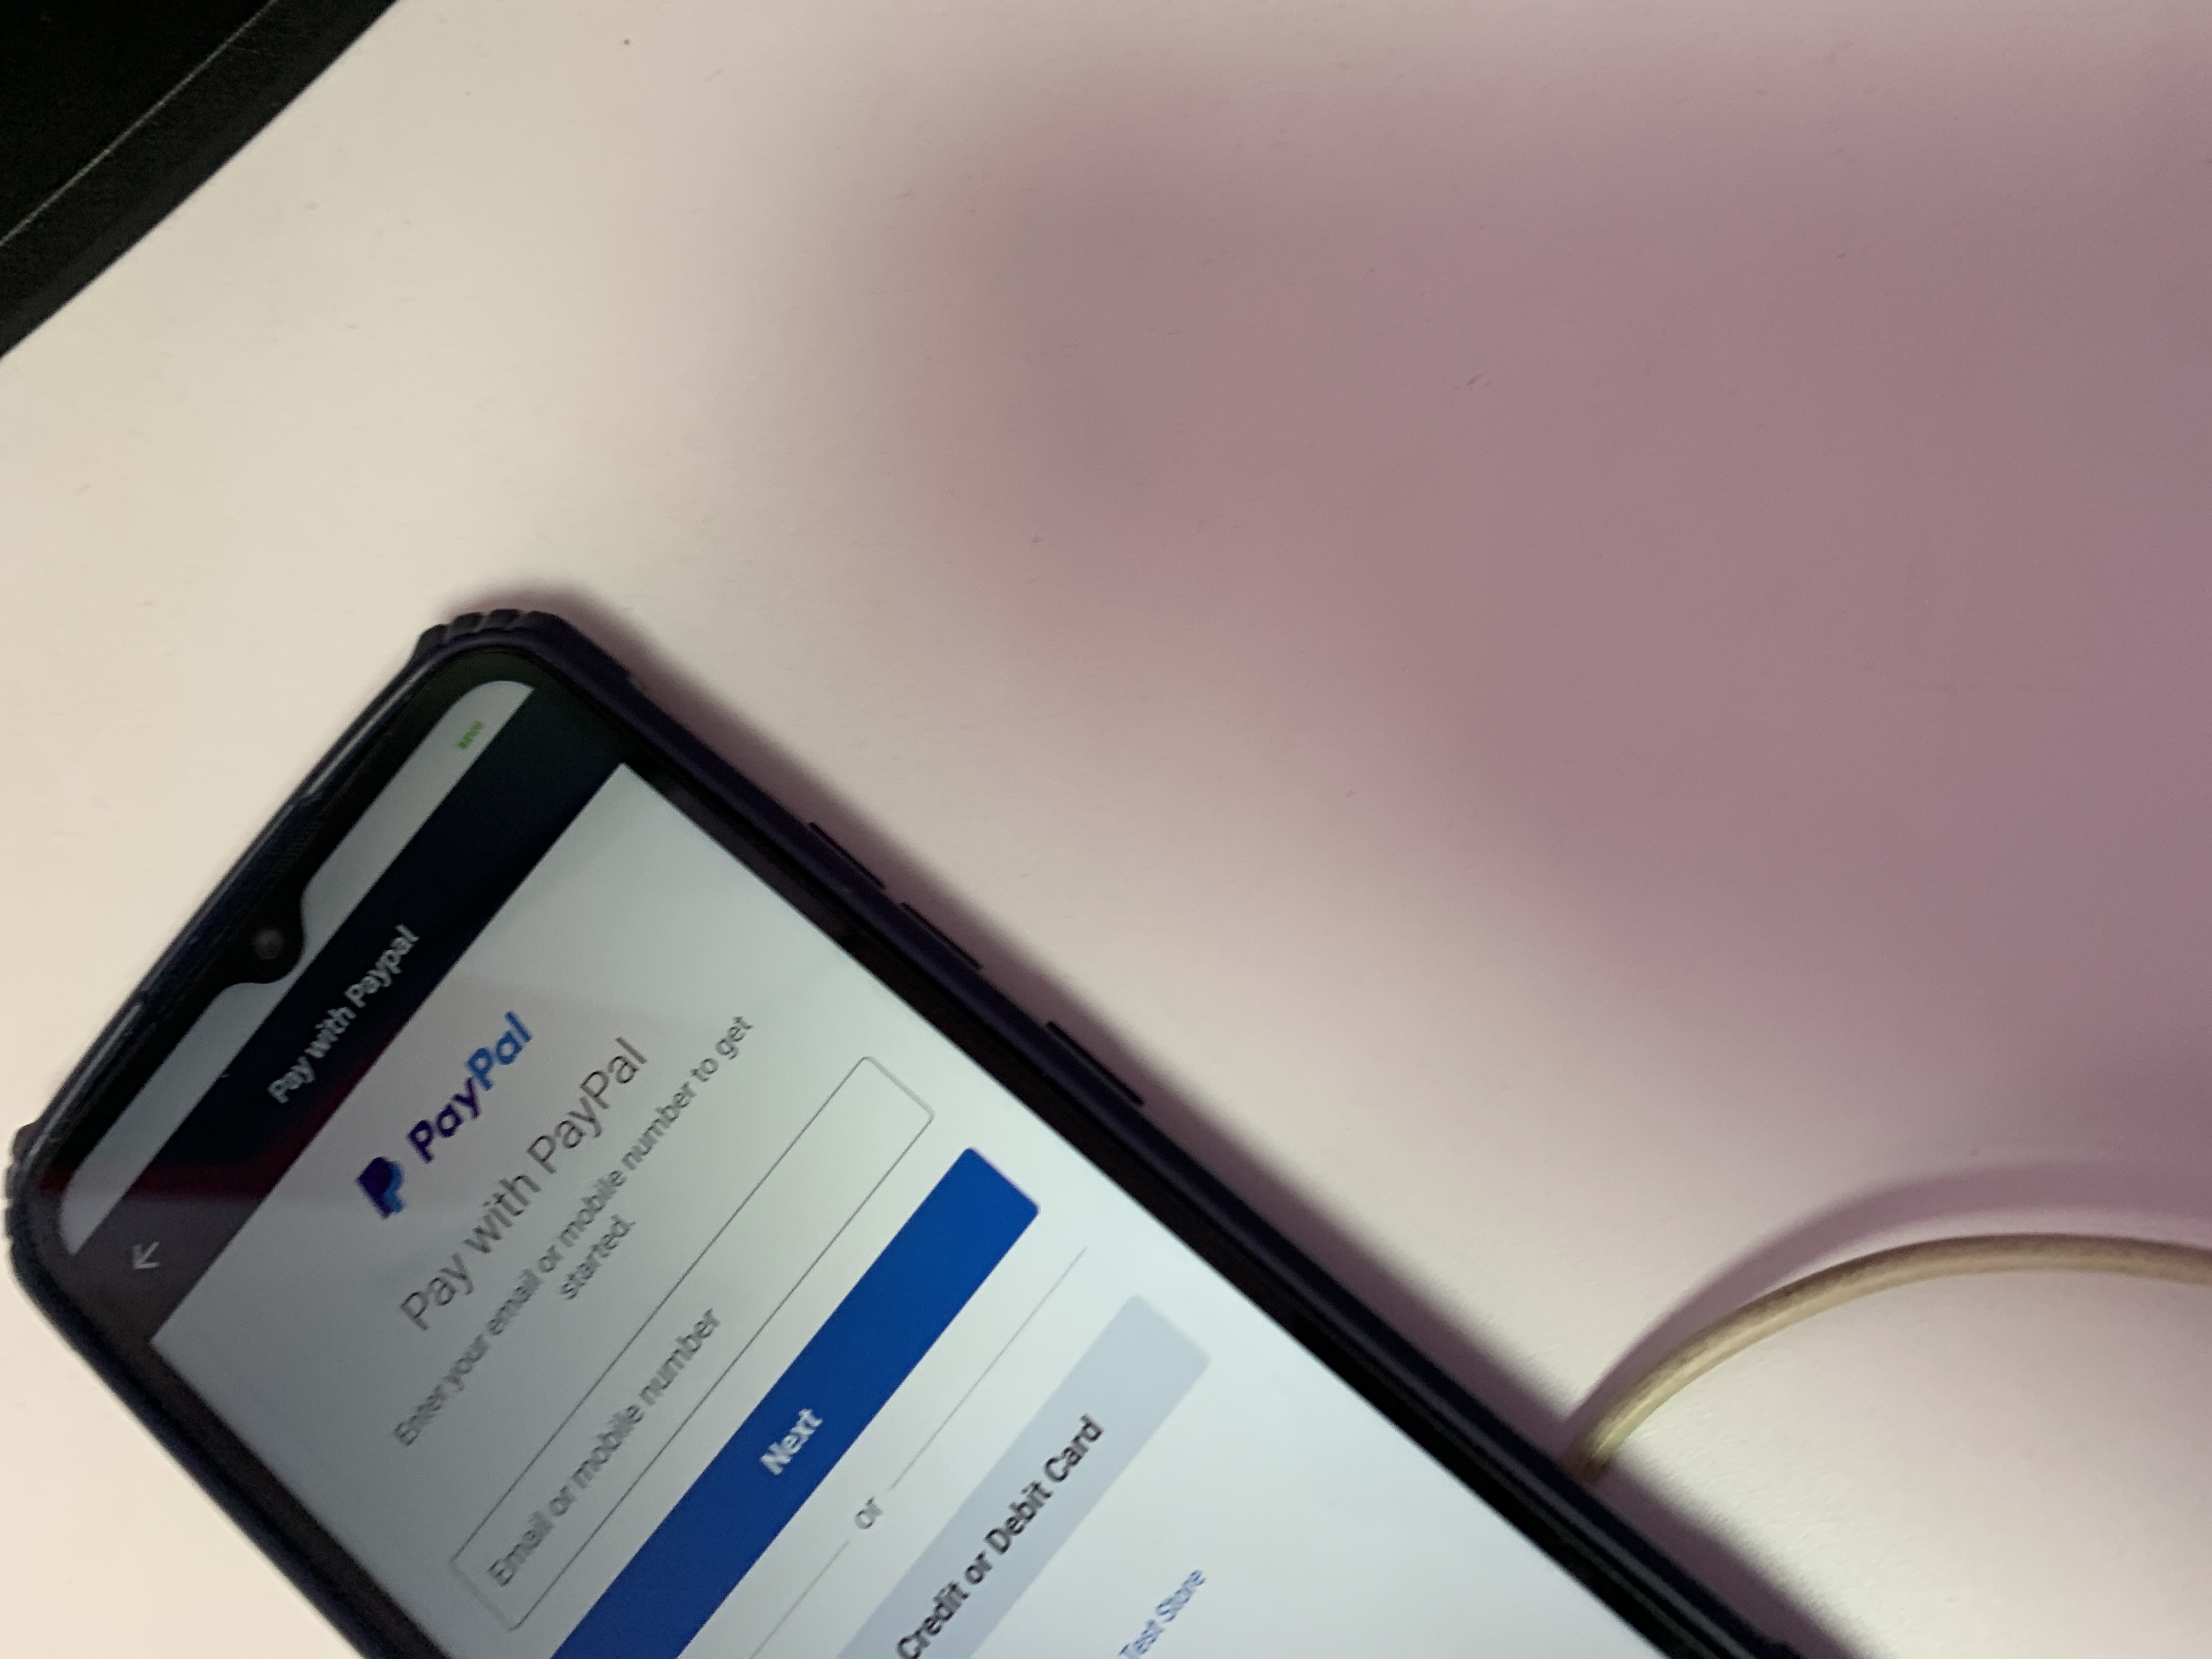 Pay with Paypal
PayPal
Pay with PayPal
Enter your email or mobile number to get
started.
Email or mobile number
Next
or
Credit or Debit Card
Test Store